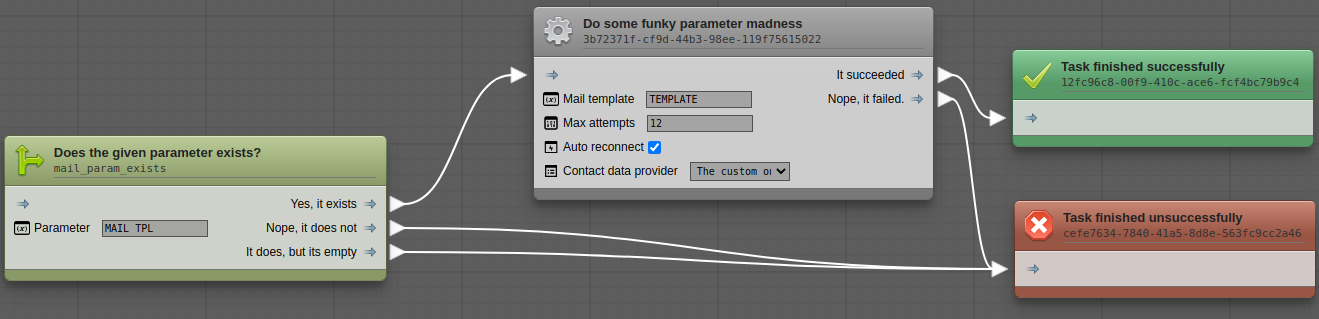 Do some funky parameter madness
3b72371f-cf9d-44b3-98ee-119f75615022
It succeeded
Mail template TEMPLATE Nope, it failed.
Max attempts 12
Auto reconnect
Contact data provider The custom on
Task finished successfully
12fc96c8-00f9-410c-ace6-fcf4bc79b9c4
Does the given parameter exists?
mail_param_exists
Yes, it exists
Parameter MAIL_TPL Nope, it does not
It does, but its empty
Task finished unsuccessfully
cefe7634-7840-41a5-8d8e-563fc9cc2a46